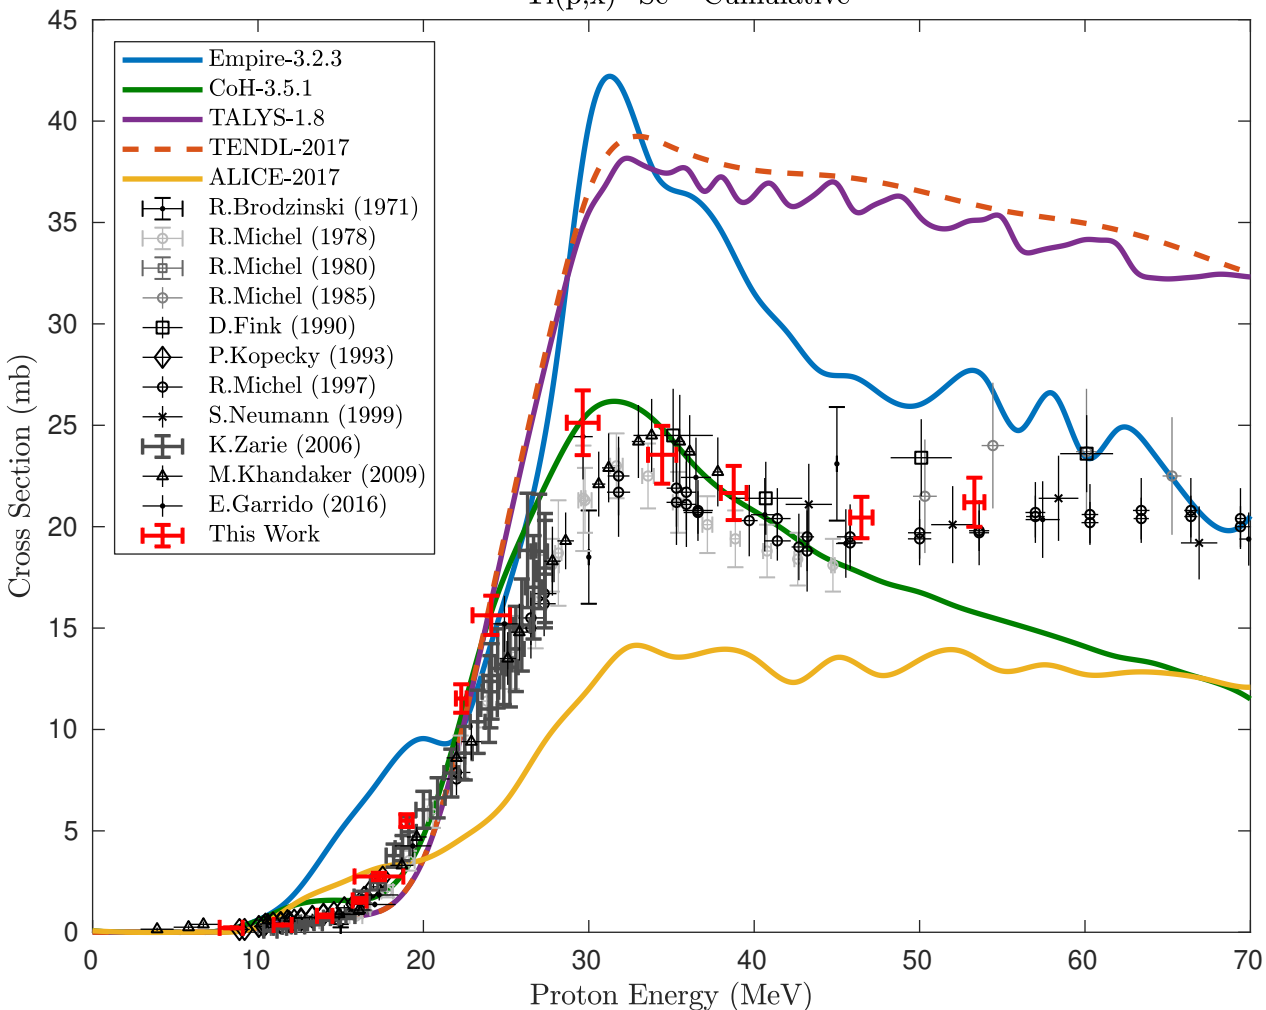 Cumulative
45
40
35
30
25
20
15
10
5
0
Cross Section (mb)
Empire-3.2.3
CoH-3.5.1
TALYS-1.8
TENDL-2017
ALICE-2017
R.Brodzinski (1971)
R.Michel (1978)
R.Michel (1980)
R.Michel (1985)
D.Fink (1990)
P.Kopecky (1993)
R.Michel (1997)
S.Neumann (1999)
K.Zarie (2006)
M.Khandaker (2009)
E.Garrido (2016)
This Work
0 10 20 30 40 50 60 70
Proton Energy (MeV)